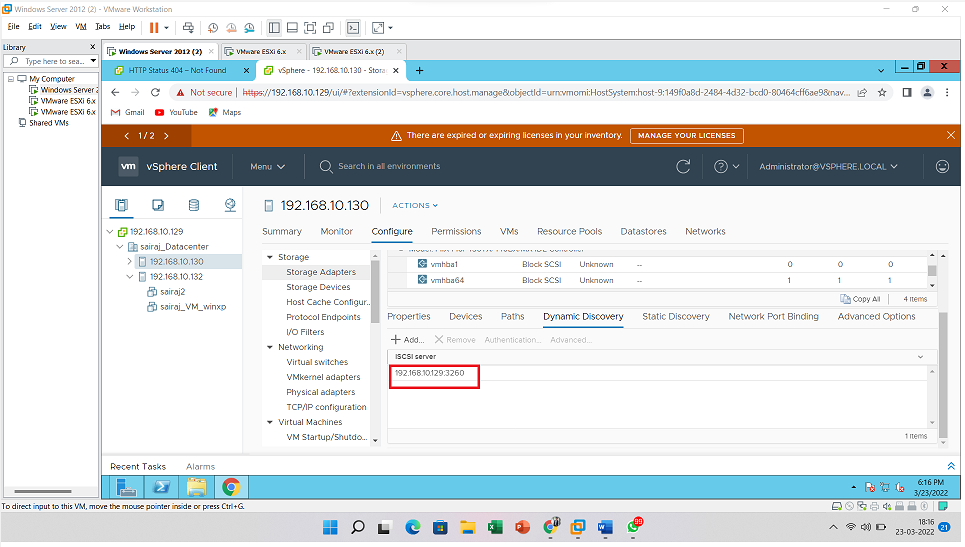 Windows Server 2012 (2) - VMware Workstation
File Edit View VM Tabs Help
Library
Type here to sea...
My Computer
Windows Server 2
VMware ESXi 6.x
VMware ESXi 6.x
Shared VMs
Windows Server 2012 (2) VMware ESXi 6.x VMware ESXi 6.x (2)
HTTP Status 404 – Not Found vSphere - 192.168.10.130 - Stora
Not secure https://192.168.10.129/ui/#?extensionId=vsphere.core.host.manage&objectId=urn:vmomi:HostSystem:host-9:149f0a8d-2484-4d32-bcd0-80464cff6ae98&nav...
Gmail YouTube Maps
1 / 2 There are expired or expiring licenses in your inventory. MANAGE YOUR LICENSES
vm vSphere Client Menu Search in all environments Administrator@VSPHERE.LOCAL
192.168.10.130 ACTIONS
Summary Monitor Configure Permissions VMs Resource Pools Datastores Networks
192.168.10.129
sairaj_Datacenter
192.168.10.130
192.168.10.132
sairaj2
sairaj_VM_winxp
Storage
Storage Adapters
Storage Devices
Host Cache Configur...
Protocol Endpoints
I/O Filters
Networking
Virtual switches
VMkernel adapters
Physical adapters
TCP/IP configuration
Virtual Machines
VM Startup/Shutdo...
vmhba1 Block SCSI Unknown -- 0 0 0
vmhba64 Block SCSI Unknown -- 1 1 1
Copy All 4 items
Properties Devices Paths Dynamic Discovery Static Discovery Network Port Binding Advanced Options
Add... Remove Authentication... Advanced...
iSCSI server
192.168.10.129:3260
1 items
Recent Tasks Alarms
6:16 PM
3/23/2022
To direct input to this VM, move the mouse pointer inside or press Ctrl+G.
99
18:16
23-03-2022
21